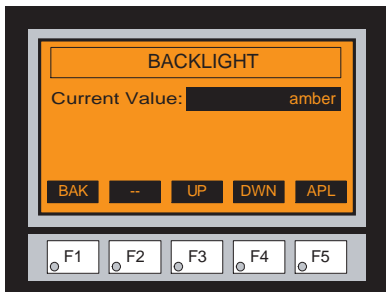 BACKLIGHT
Current Value: amber
BAK -- UP DWN APL
F1 F2 F3 F4 F5